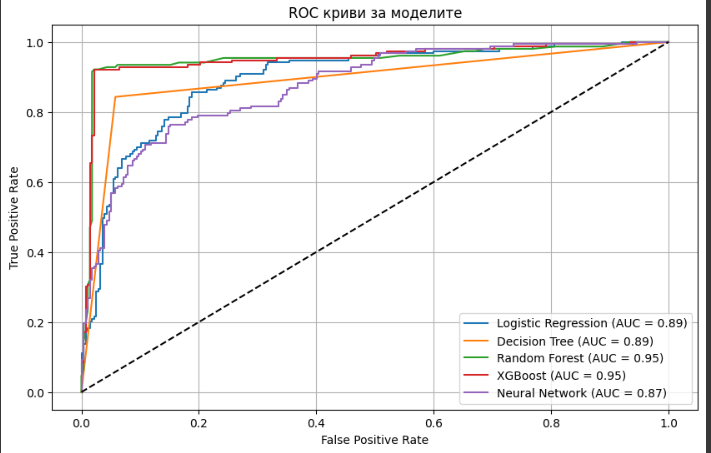 ROC криви за моделите
True Positive Rate
1.0
0.8
0.6
0.4
0.2
0.0
Logistic Regression (AUC = 0.89)
Decision Tree (AUC = 0.89)
Random Forest (AUC = 0.95)
XGBoost (AUC = 0.95)
Neural Network (AUC = 0.87)
0.0 0.2 0.4 0.6 0.8 1.0
False Positive Rate